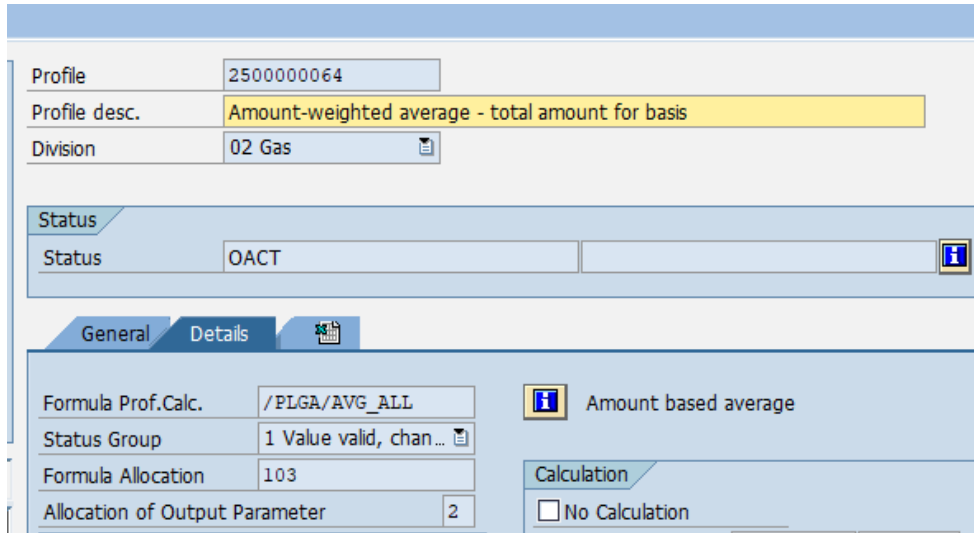 Profile 2500000064
Profile desc. Amount-weighted average - total amount for basis
Division 02 Gas
Status
Status OACT
General Details
Formula Prof.Calc. /PLGA/AVG_ALL Amount based average
Status Group 1 Value valid, chan...
Formula Allocation 103 Calculation
Allocation of Output Parameter 2 No Calculation